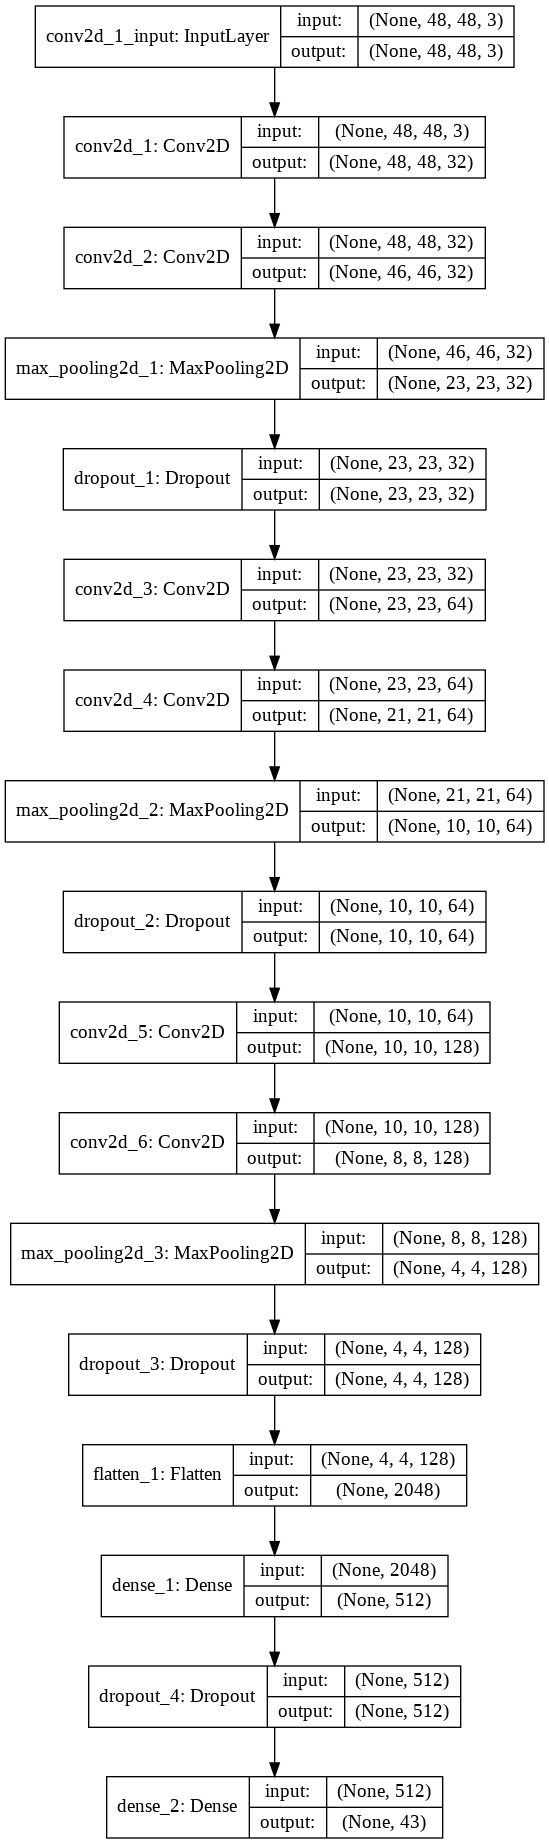 conv2d_1_input: InputLayer
input: (None, 48, 48, 3)
output: (None, 48, 48, 3)
conv2d_1: Conv2D
input: (None, 48, 48, 3)
output: (None, 48, 48, 32)
conv2d_2: Conv2D
input: (None, 48, 48, 32)
output: (None, 46, 46, 32)
max_pooling2d_1: MaxPooling2D
input: (None, 46, 46, 32)
output: (None, 23, 23, 32)
dropout_1: Dropout
input: (None, 23, 23, 32)
output: (None, 23, 23, 32)
conv2d_3: Conv2D
input: (None, 23, 23, 32)
output: (None, 23, 23, 64)
conv2d_4: Conv2D
input: (None, 23, 23, 64)
output: (None, 21, 21, 64)
max_pooling2d_2: MaxPooling2D
input: (None, 21, 21, 64)
output: (None, 10, 10, 64)
dropout_2: Dropout
input: (None, 10, 10, 64)
output: (None, 10, 10, 64)
conv2d_5: Conv2D
input: (None, 10, 10, 64)
output: (None, 10, 10, 128)
conv2d_6: Conv2D
input: (None, 10, 10, 128)
output: (None, 8, 8, 128)
max_pooling2d_3: MaxPooling2D
input: (None, 8, 8, 128)
output: (None, 4, 4, 128)
dropout_3: Dropout
input: (None, 4, 4, 128)
output: (None, 4, 4, 128)
flatten_1: Flatten
input: (None, 4, 4, 128)
output: (None, 2048)
dense_1: Dense
input: (None, 2048)
output: (None, 512)
dropout_4: Dropout
input: (None, 512)
output: (None, 512)
dense_2: Dense
input: (None, 512)
output: (None, 43)